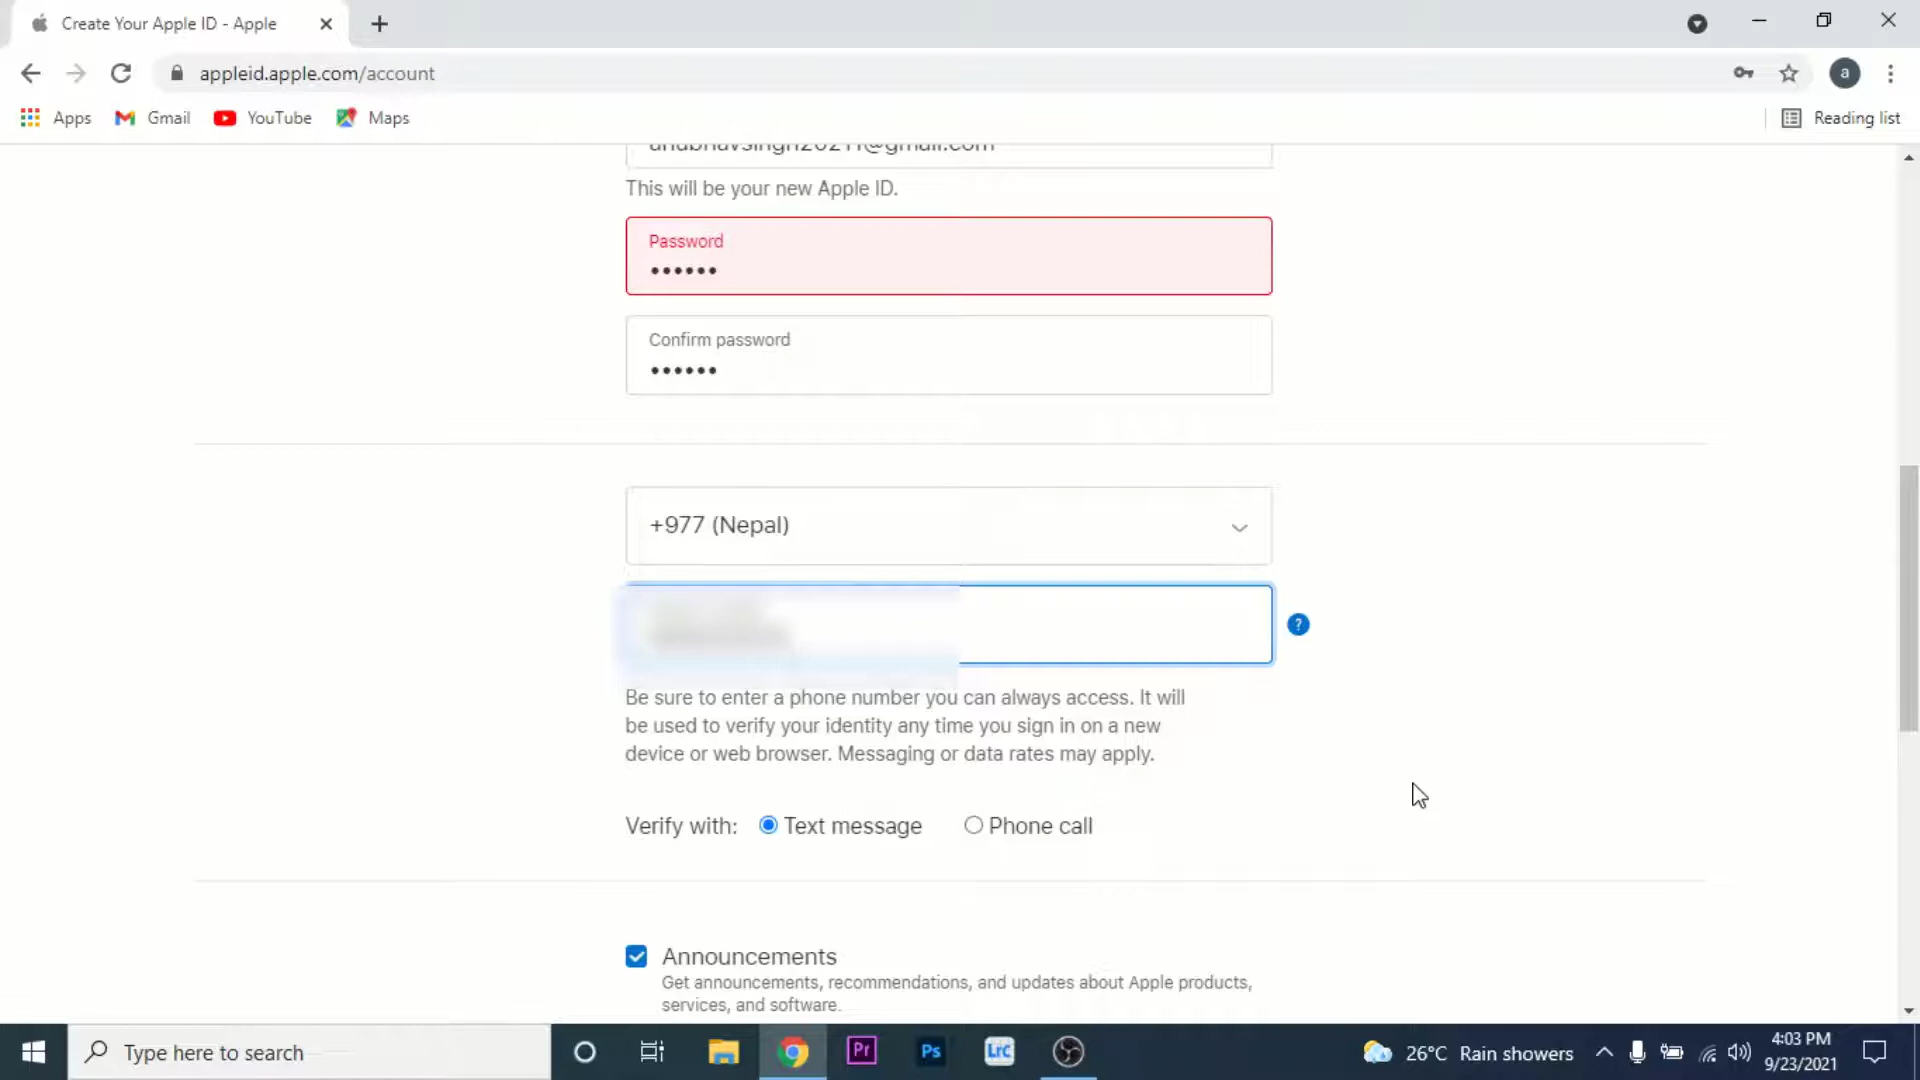 Create Your Apple ID - Apple
appleid.apple.com/account
a
Apps Gmail YouTube Maps Reading list
This will be your new Apple ID.
Password
••••••
Confirm password
••••••
+977 (Nepal)
?
Be sure to enter a phone number you can always access. It will
be used to verify your identity any time you sign in on a new
device or web browser. Messaging or data rates may apply.
Verify with: Text message Phone call
Announcements
Get announcements, recommendations, and updates about Apple products,
services, and software.
Type here to search
Pr
Ps
Lrc
26°C Rain showers
4:03 PM
9/23/2021